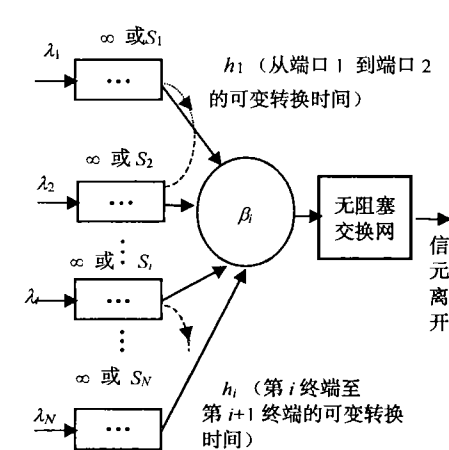 λ1
∞ 或S1
...
h1（从端口 1 到端口 2
的可变转换时间）
λ2
∞ 或 S2
...
βi
无阻塞
交换网
信
元
离
开
λi
∞ 或 Si
...
λN
∞ 或 SN
...
hi（第 i 终端至
第 i+1 终端的可变转换
时间）